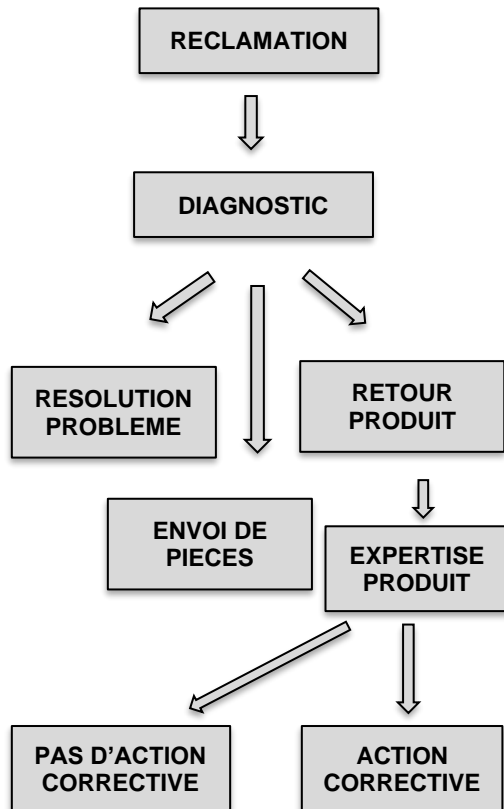 RECLAMATION
DIAGNOSTIC
RESOLUTION
PROBLEME
RETOUR
PRODUIT
ENVOI DE
PIECES
EXPERTISE
PRODUIT
PAS D’ACTION
CORRECTIVE
ACTION
CORRECTIVE